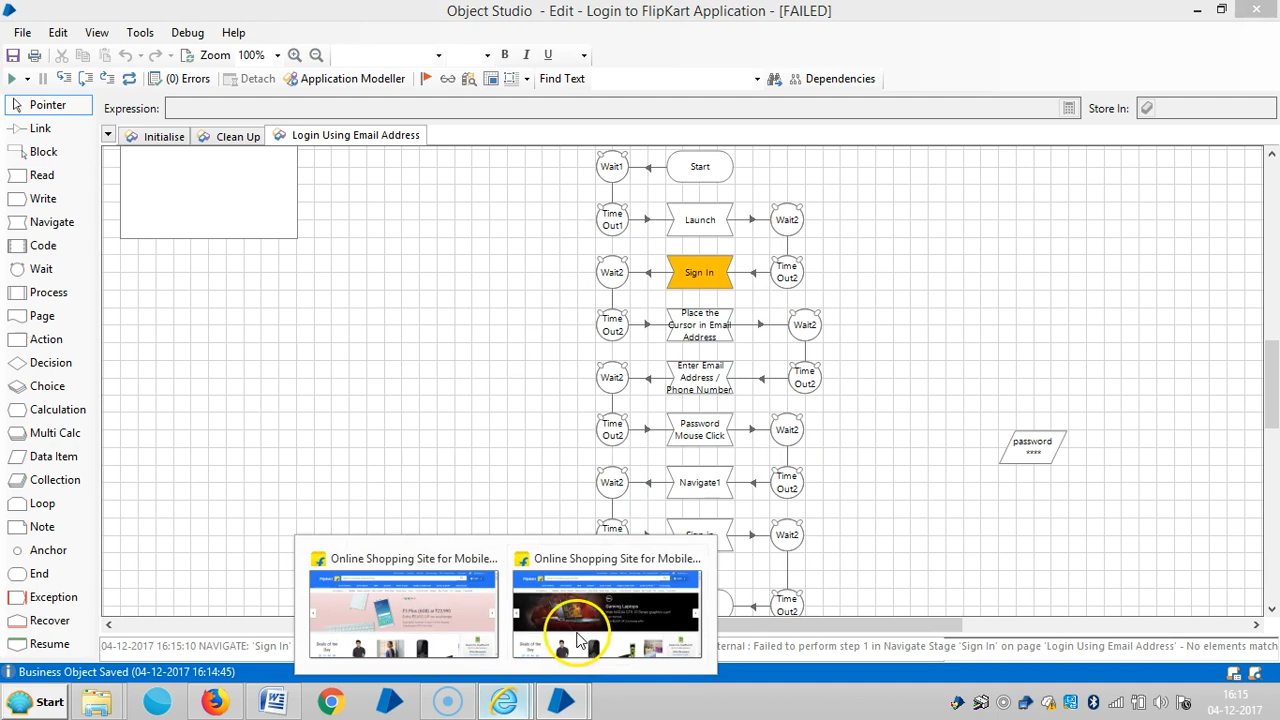 Object Studio - Edit - Login to FlipKart Application - [FAILED]
File Edit View Tools Debug Help
Zoom 100% B I U
(0) Errors Detach Application Modeller Find Text Dependencies
Pointer Expression: Store In:
Link Initialise Clean Up Login Using Email Address
Block
Read
Write
Navigate
Code
Wait
Process
Page
Action
Decision
Choice
Calculation
Multi Calc
Data Item
Collection
Loop
Note
Anchor
End
Exception
Recover
Resume
Wait1 Start
Time Out1 Launch Wait2
Wait2 Sign In Time Out2
Time Out2 Place the Cursor in Email Address Wait2
Wait2 Enter Email Address / Phone Number Time Out2
Time Out2 Password Mouse Click Wait2
password
****
Wait2 Navigate1 Time Out2
Time Wait2
Time Out2
Online Shopping Site for Mobile... Online Shopping Site for Mobile...
04-12-2017 16:15:10 NAVIGATE: 'Sign In' ternal : Failed to perform step 1 in Navigate Stage 'Sign In' on page 'Login Using Email Address' - No elements match
Business Object Saved (04-12-2017 16:14:45)
Start 16:15
04-12-2017